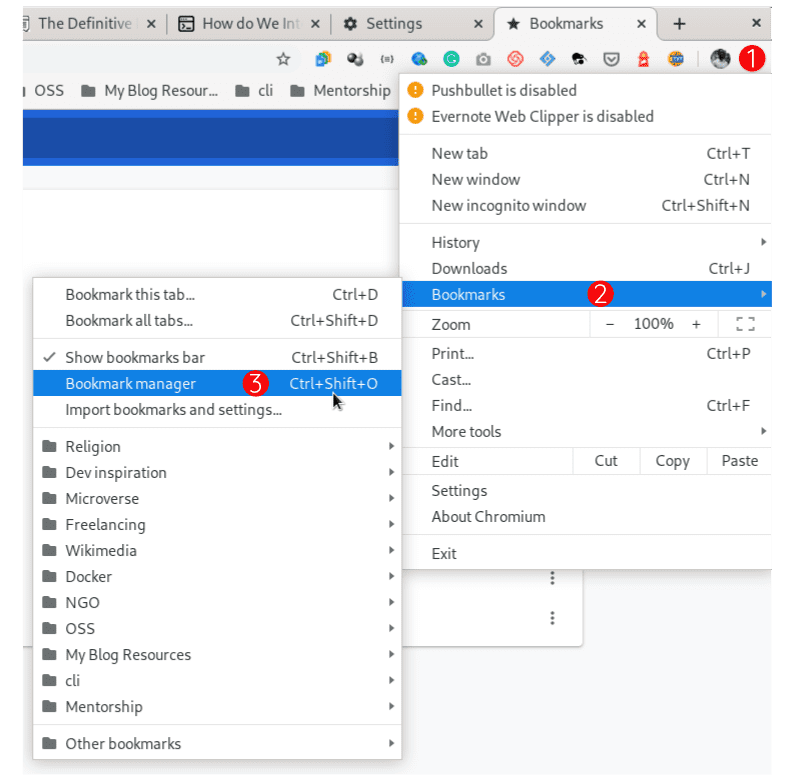 The Definitive
How do We Int
Settings
Bookmarks
1
OSS
My Blog Resour...
cli
Mentorship
Pushbullet is disabled
Evernote Web Clipper is disabled
New tab Ctrl+T
New window Ctrl+N
New incognito window Ctrl+Shift+N
History
Downloads Ctrl+J
Bookmarks 2
Zoom − 100% +
Print... Ctrl+P
Cast...
Find... Ctrl+F
More tools
Edit Cut Copy Paste
Settings
About Chromium
Exit
Bookmark this tab... Ctrl+D
Bookmark all tabs... Ctrl+Shift+D
Show bookmarks bar Ctrl+Shift+B
Bookmark manager 3 Ctrl+Shift+O
Import bookmarks and settings...
Religion
Dev inspiration
Microverse
Freelancing
Wikimedia
Docker
NGO
OSS
My Blog Resources
cli
Mentorship
Other bookmarks